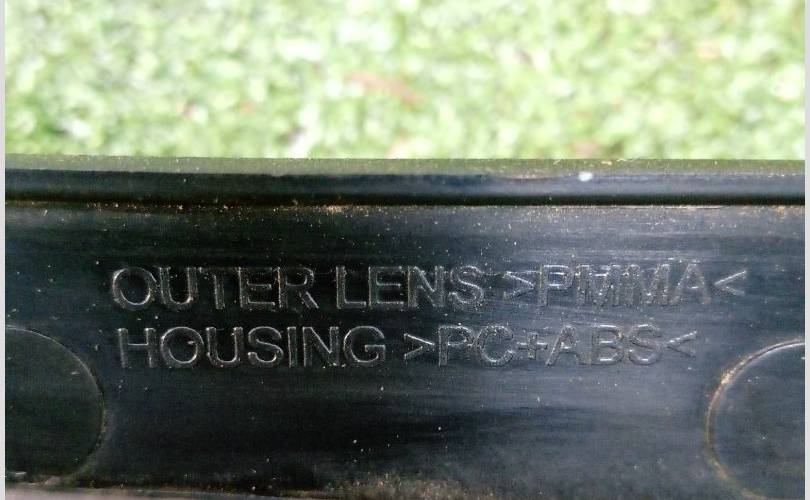 OUTER LENS >PMMA<
HOUSING >PC+ABS<